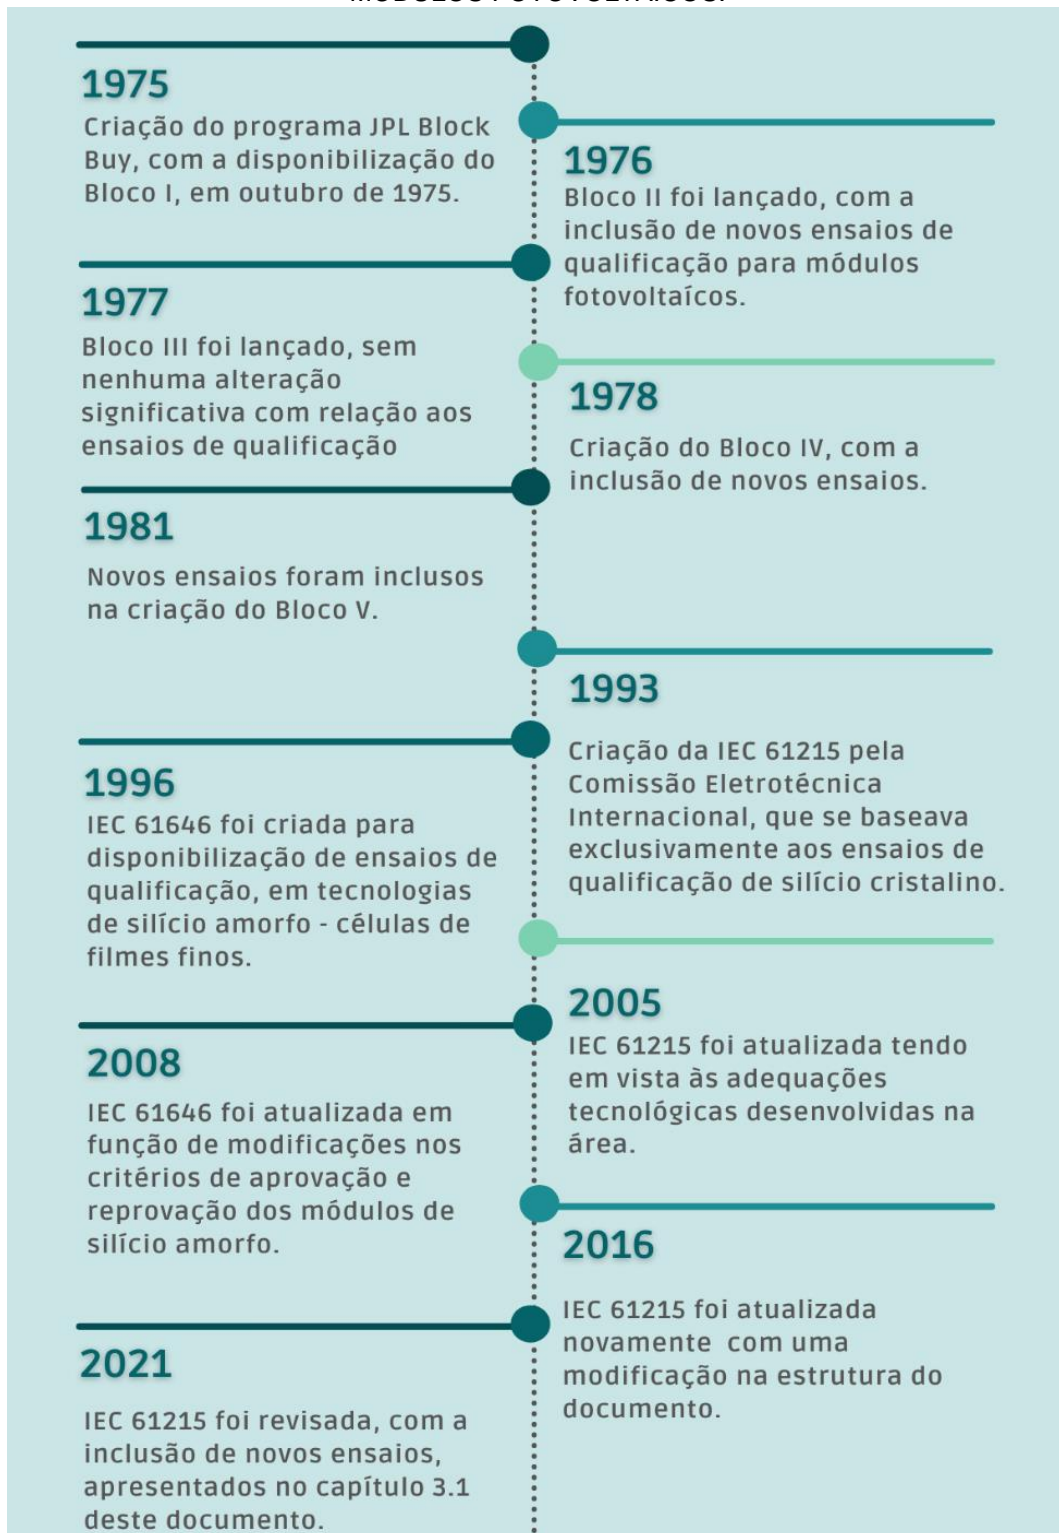 MÓDULOS FOTOVOLTAÍCOS.
1975
Criação do programa JPL Block
Buy, com a disponibilização do
Bloco I, em outubro de 1975.
1976
Bloco II foi lançado, com a
inclusão de novos ensaios de
qualificação para módulos
fotovoltaícos.
1977
Bloco III foi lançado, sem
nenhuma alteração
significativa com relação aos
ensaios de qualificação
1978
Criação do Bloco IV, com a
inclusão de novos ensaios.
1981
Novos ensaios foram inclusos
na criação do Bloco V.
1993
Criação da IEC 61215 pela
Comissão Eletrotécnica
Internacional, que se baseava
exclusivamente aos ensaios de
qualificação de silício cristalino.
1996
IEC 61646 foi criada para
disponibilização de ensaios de
qualificação, em tecnologias
de silício amorfo - células de
filmes finos.
2005
IEC 61215 foi atualizada tendo
em vista às adequações
tecnológicas desenvolvidas na
área.
2008
IEC 61646 foi atualizada em
função de modificações nos
critérios de aprovação e
reprovação dos módulos de
silício amorfo.
2016
IEC 61215 foi atualizada
novamente com uma
modificação na estrutura do
documento.
2021
IEC 61215 foi revisada, com a
inclusão de novos ensaios,
apresentados no capítulo 3.1
deste documento.